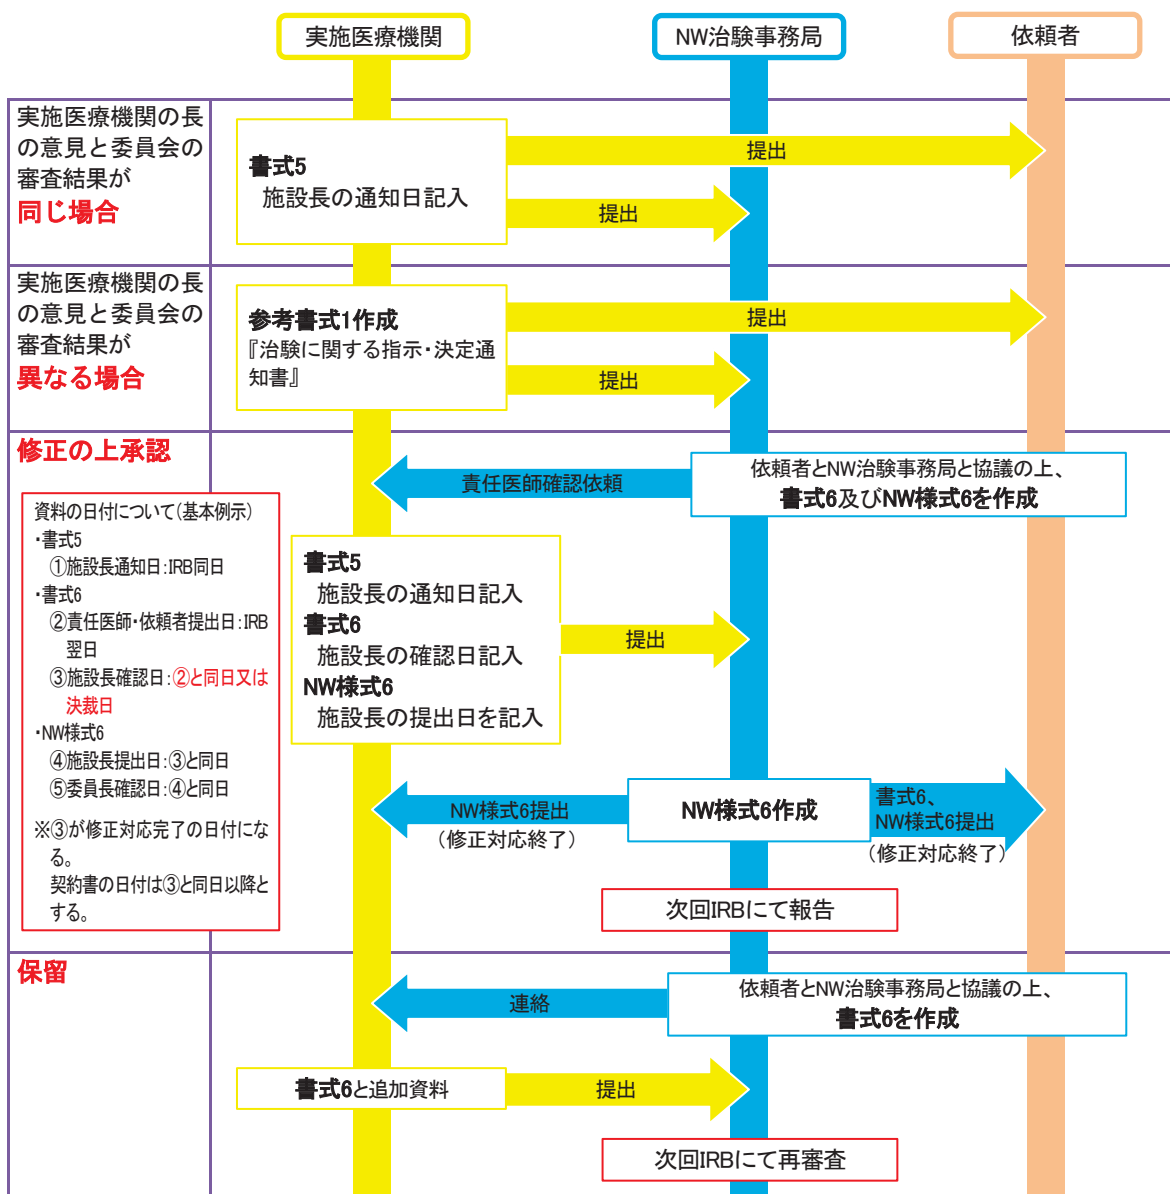 実施医療機関
NW治験事務局
依頼者
実施医療機関の長
の意見と委員会の
審査結果が
同じ場合
書式5
施設長の通知日記入
提出
提出
実施医療機関の長
の意見と委員会の
審査結果が
異なる場合
参考書式1作成
『治験に関する指示・決定通
知書』
提出
提出
修正の上承認
資料の日付について(基本例示)
・書式5
①施設長通知日:IRB同日
・書式6
②責任医師・依頼者提出日:IRB
翌日
③施設長確認日:②と同日又は
決裁日
・NW様式6
④施設長提出日:③と同日
⑤委員長確認日:④と同日
※③が修正対応完了の日付にな
る。
契約書の日付は③と同日以降と
する。
責任医師確認依頼
依頼者とNW治験事務局と協議の上、
書式6及びNW様式6を作成
書式5
施設長の通知日記入
書式6
施設長の確認日記入
NW様式6
施設長の提出日を記入
提出
NW様式6提出
(修正対応終了)
NW様式6作成
書式6、
NW様式6提出
(修正対応終了)
次回IRBにて報告
保留
連絡
依頼者とNW治験事務局と協議の上、
書式6を作成
書式6と追加資料
提出
次回IRBにて再審査